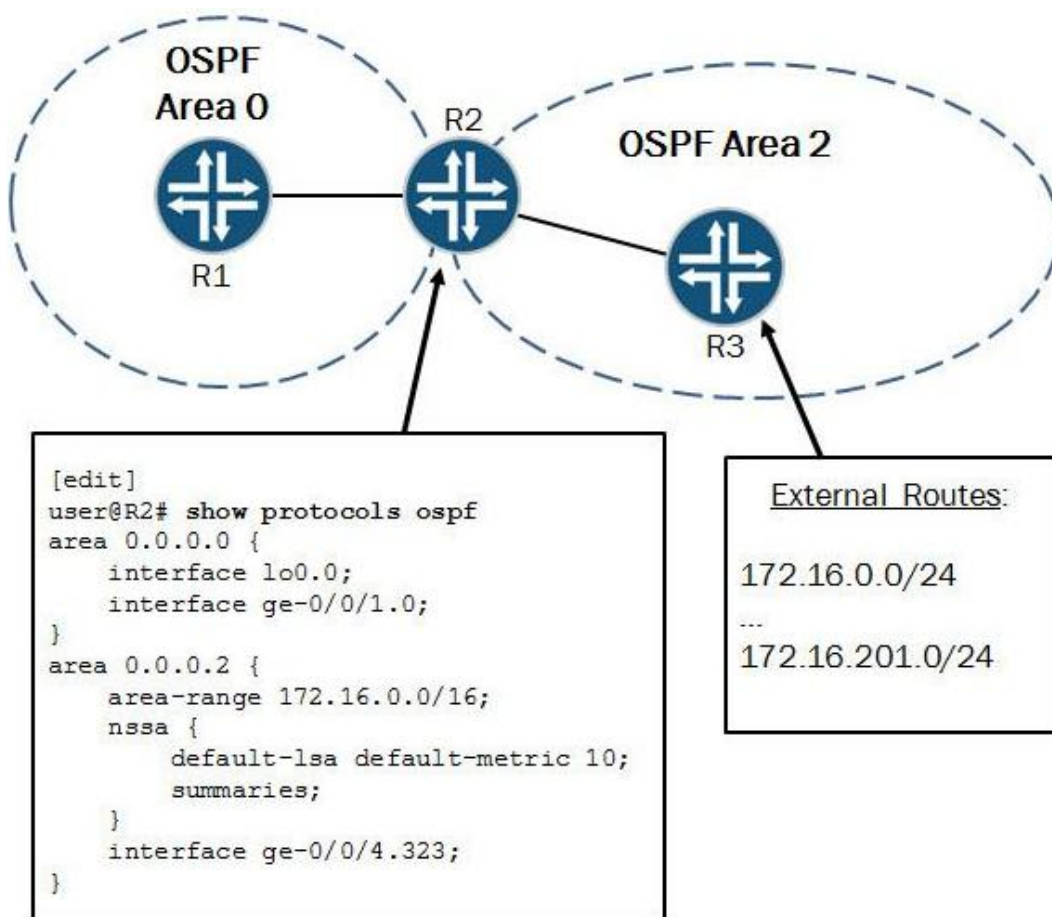 OSPF
Area 0
R2
OSPF Area 2
R1
R3
[edit]
user@R2# show protocols ospf
area 0.0.0.0 {
    interface lo0.0;
    interface ge-0/0/1.0;
}
area 0.0.0.2 {
    area-range 172.16.0.0/16;
    nssa {
        default-lsa default-metric 10;
        summaries;
    }
    interface ge-0/0/4.323;
}
External Routes:
172.16.0.0/24
...
172.16.201.0/24